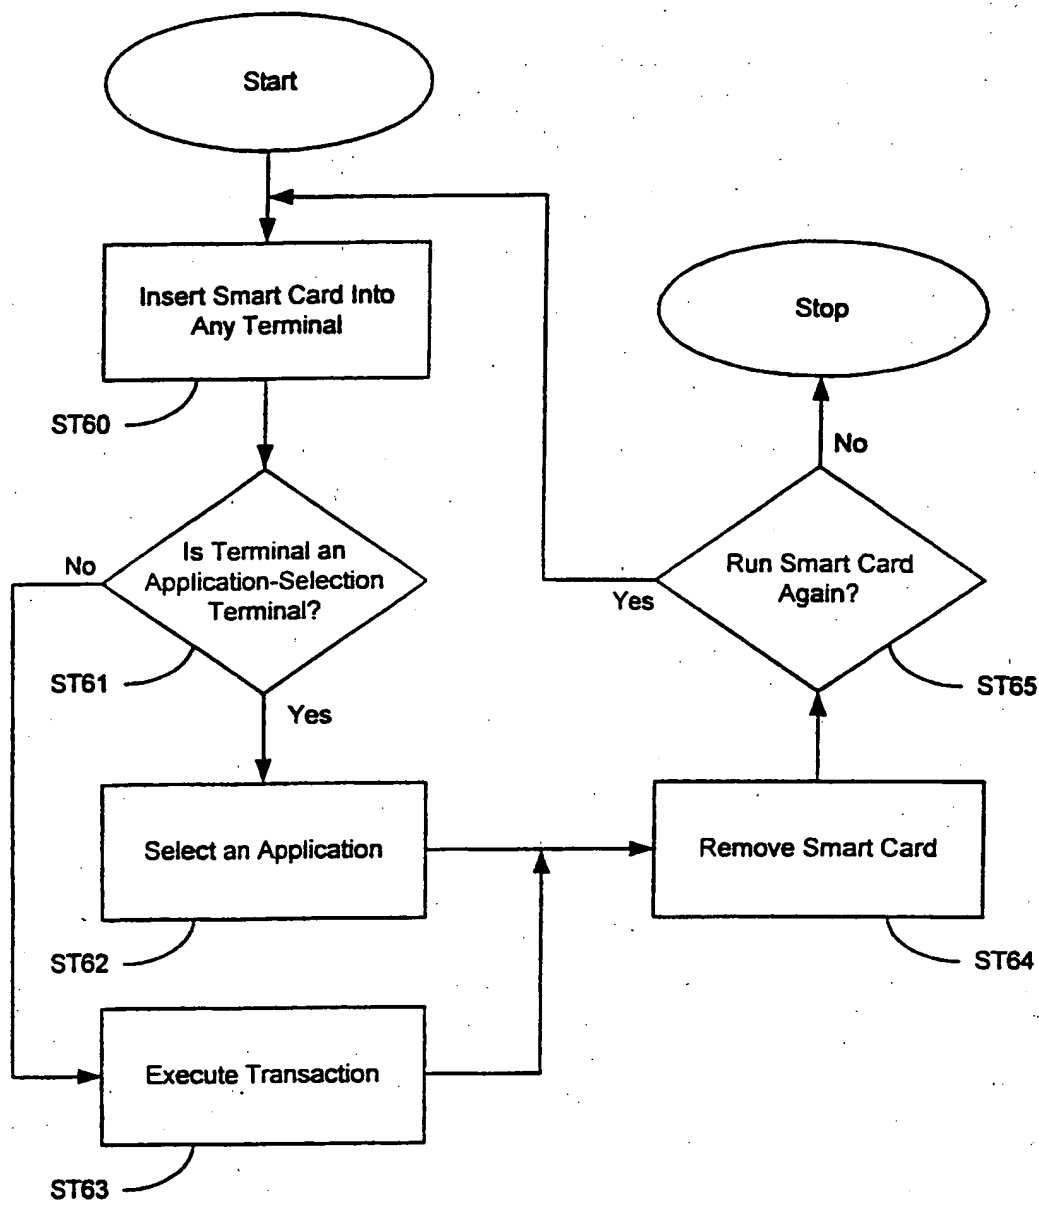 Start
Insert Smart Card Into
Any Terminal
ST60
Is Terminal an
Application-Selection
Terminal?
No
ST61
Yes
Select an Application
ST62
Execute Transaction
ST63
Stop
No
Run Smart Card
Again?
Yes
ST65
Remove Smart Card
ST64